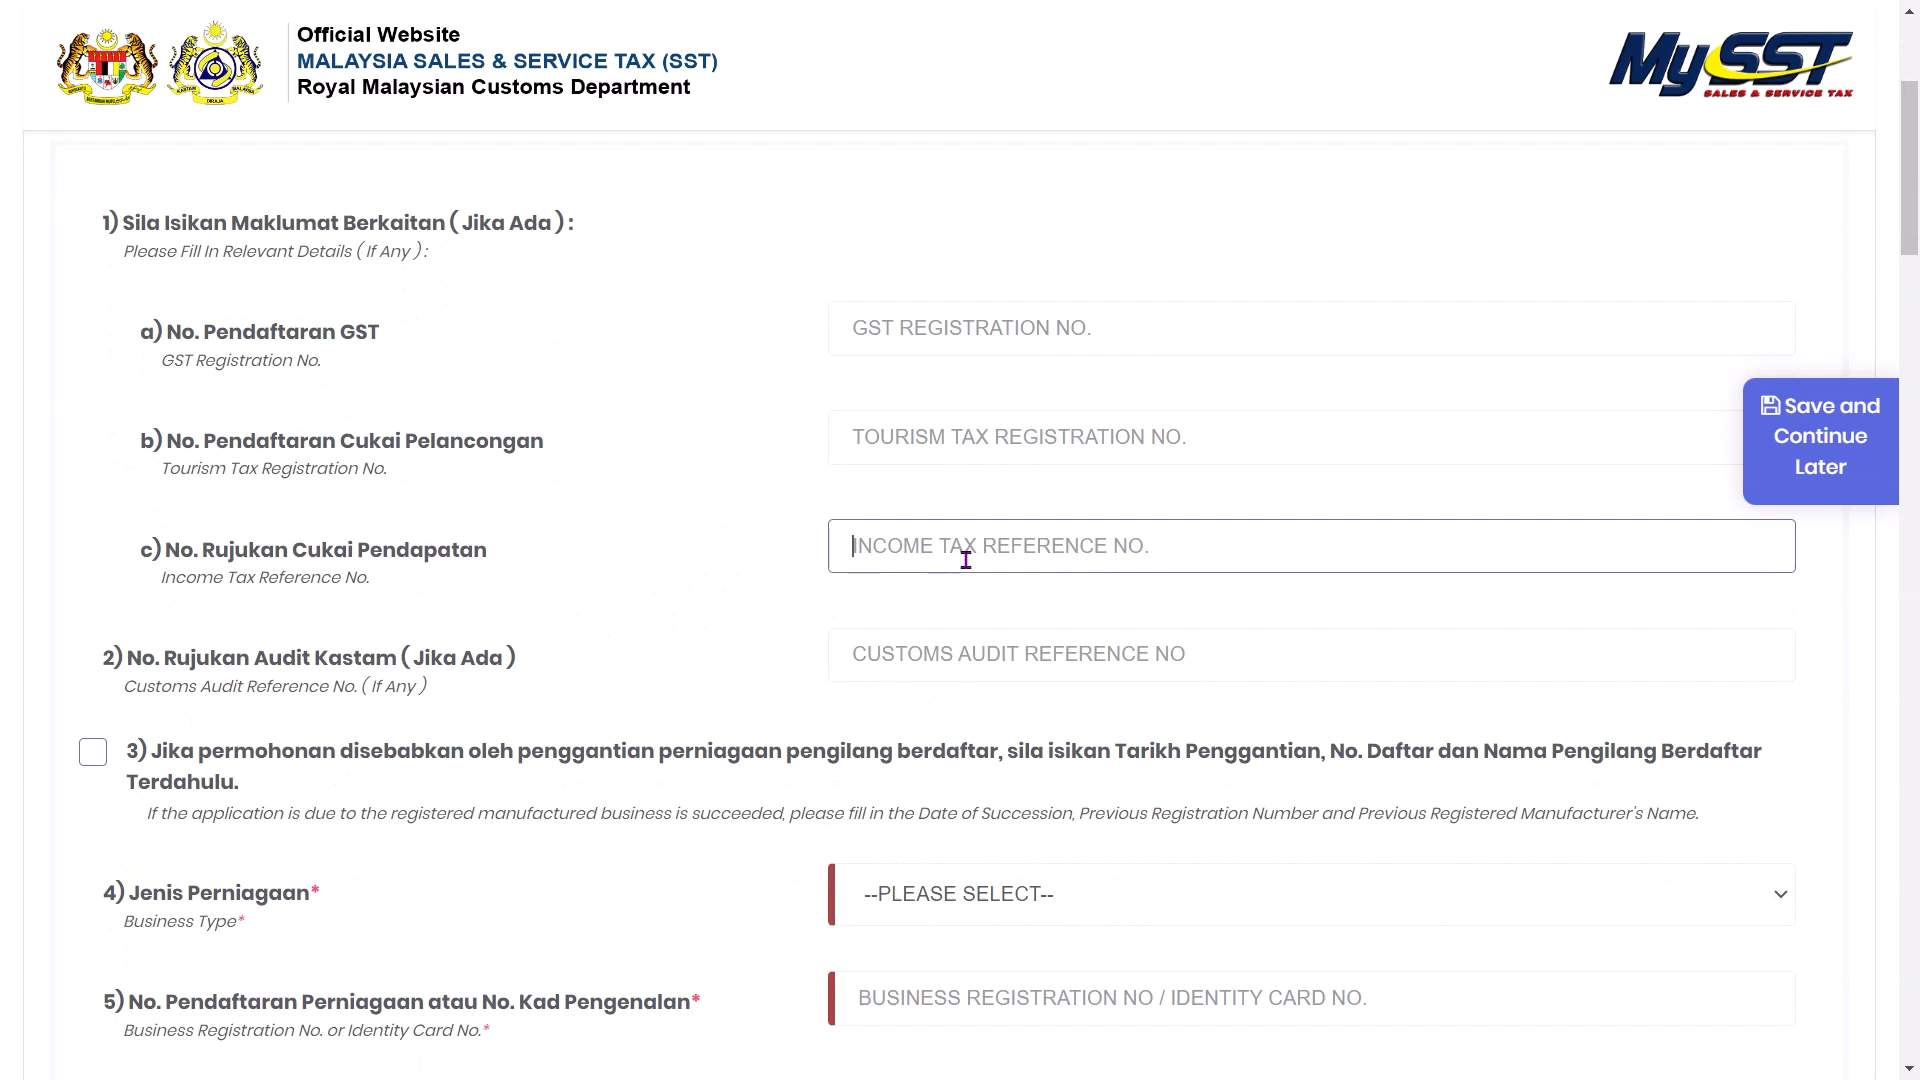 Official Website
MALAYSIA SALES & SERVICE TAX (SST)
Royal Malaysian Customs Department
MySST
SALES & SERVICE TAX
1) Sila Isikan Maklumat Berkaitan ( Jika Ada ) :
Please Fill In Relevant Details ( If Any ) :
a) No. Pendaftaran GST
GST Registration No.
GST REGISTRATION NO.
b) No. Pendaftaran Cukai Pelancongan
Tourism Tax Registration No.
TOURISM TAX REGISTRATION NO.
Save and
Continue
Later
c) No. Rujukan Cukai Pendapatan
Income Tax Reference No.
INCOME TAX REFERENCE NO.
2) No. Rujukan Audit Kastam ( Jika Ada )
Customs Audit Reference No. ( If Any )
CUSTOMS AUDIT REFERENCE NO
3) Jika permohonan disebabkan oleh penggantian perniagaan pengilang berdaftar, sila isikan Tarikh Penggantian, No. Daftar dan Nama Pengilang Berdaftar
Terdahulu.
If the application is due to the registered manufactured business is succeeded, please fill in the Date of Succession, Previous Registration Number and Previous Registered Manufacturer's Name.
4) Jenis Perniagaan*
Business Type*
--PLEASE SELECT--
5) No. Pendaftaran Perniagaan atau No. Kad Pengenalan*
Business Registration No. or Identity Card No.*
BUSINESS REGISTRATION NO / IDENTITY CARD NO.